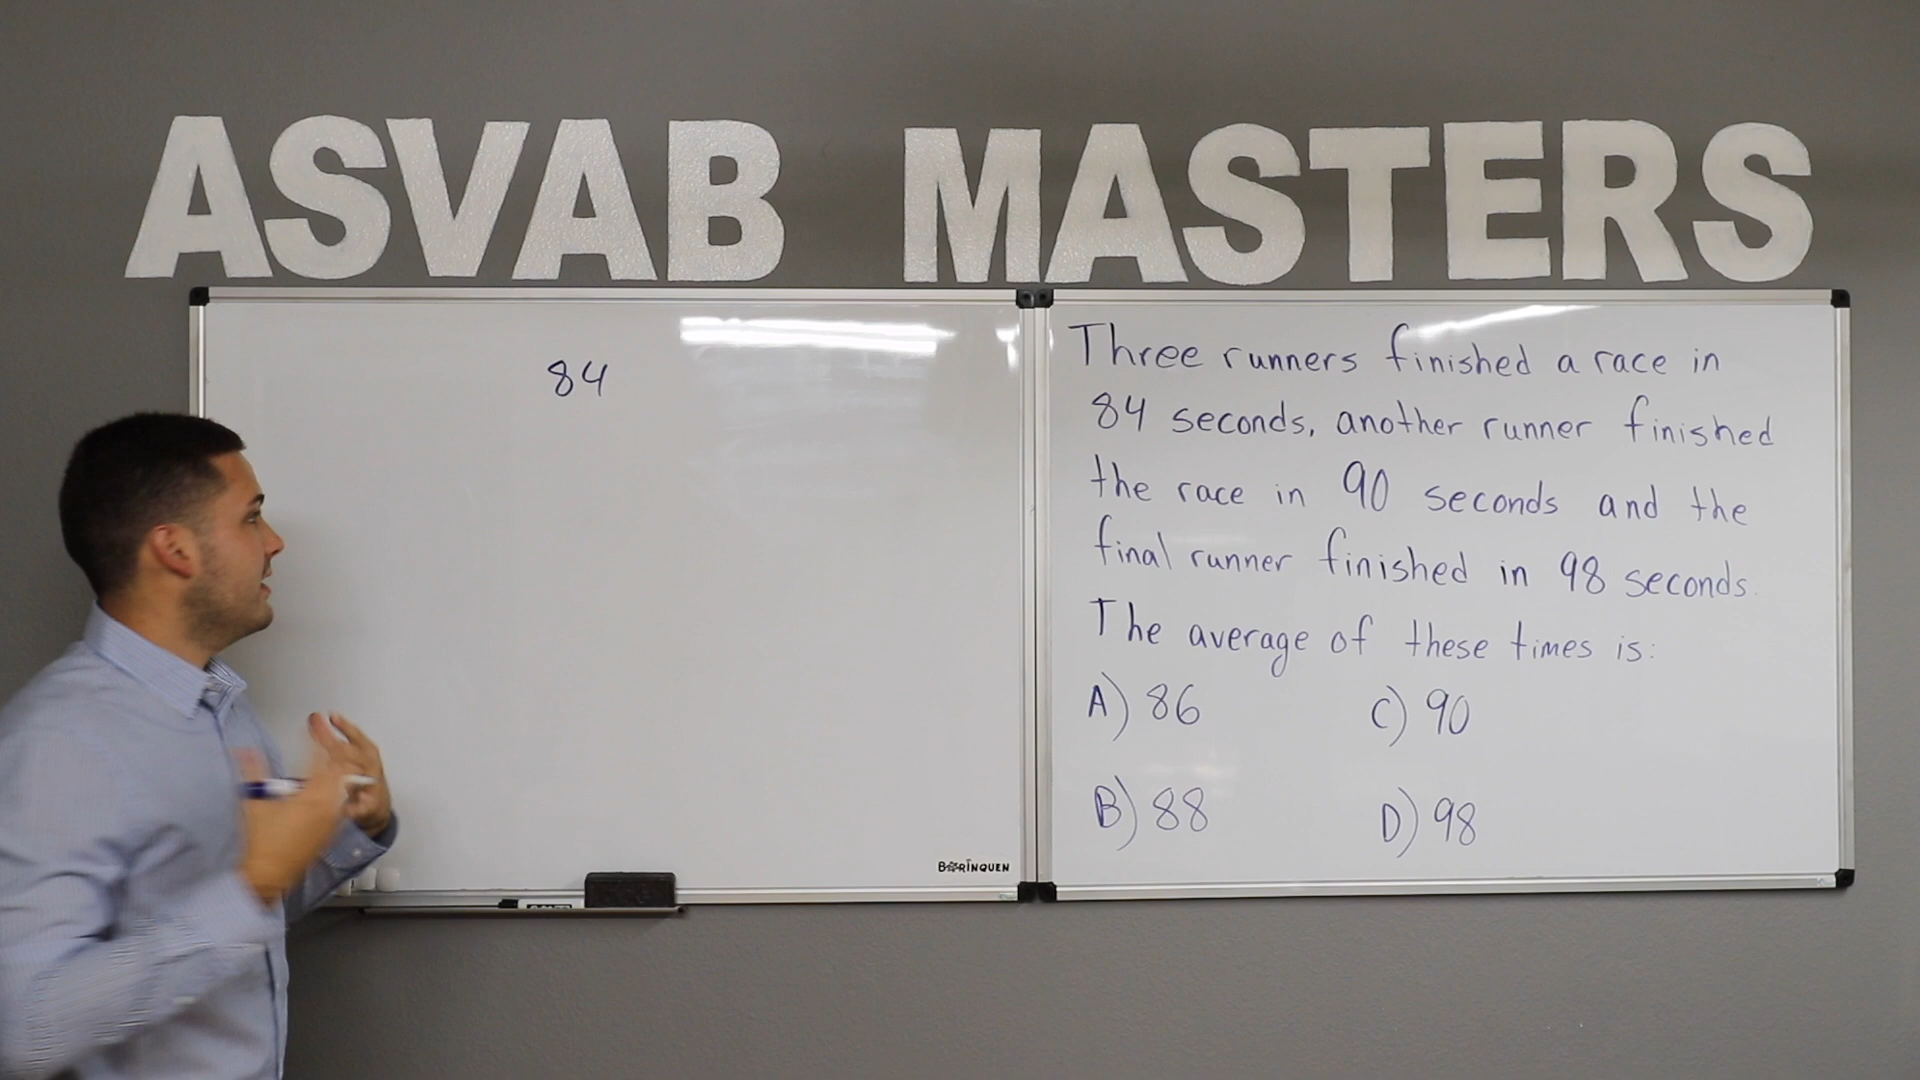 ASVAB MASTERS
84
BORINQUEN
Three runners finished a race in
84 seconds, another runner finished
the race in 90 seconds and the
final runner finished in 98 seconds.
The average of these times is:
A) 86 C) 90
B) 88 D) 98